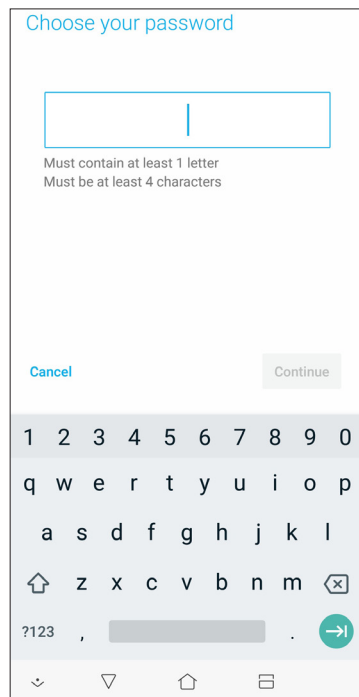 Choose your password
Must contain at least 1 letter
Must be at least 4 characters
Cancel
Continue
1 2 3 4 5 6 7 8 9 0
q w e r t y u i o p
a s d f g h j k l
z x c v b n m
?123 , .